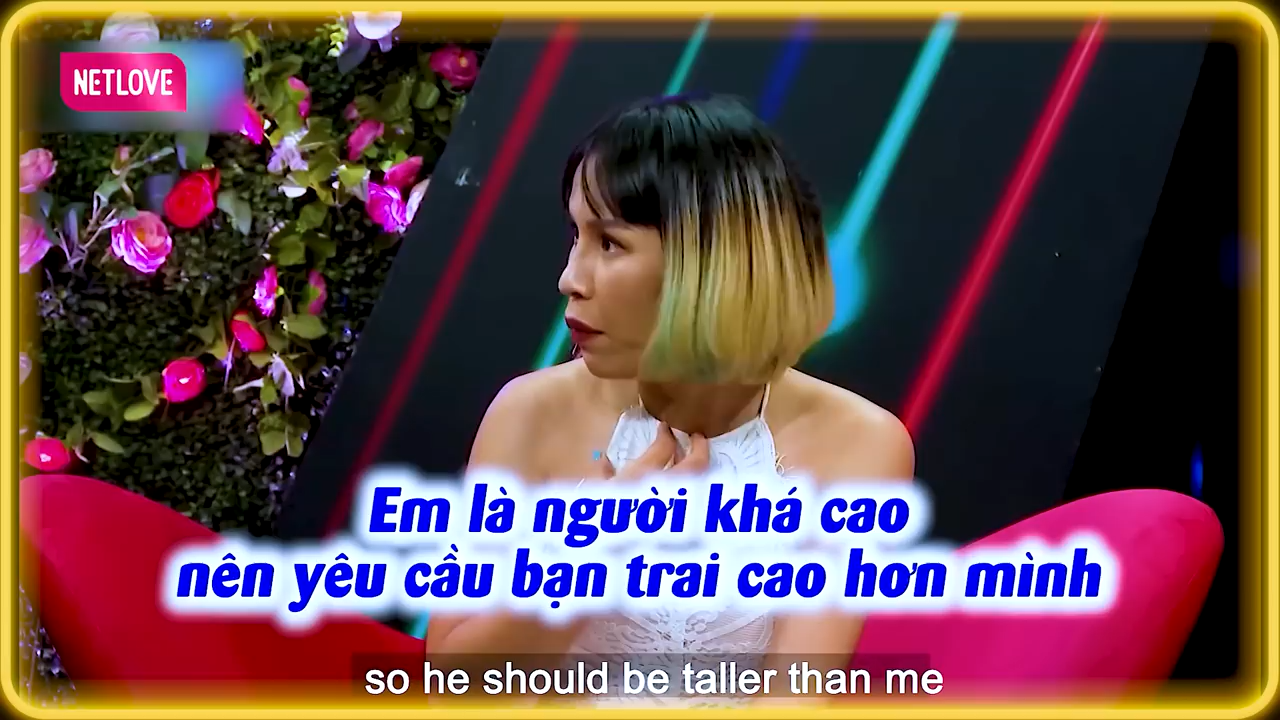 NETLOVE
Em là người khá cao
nên yêu cầu bạn trai cao hơn mình
so he should be taller than me